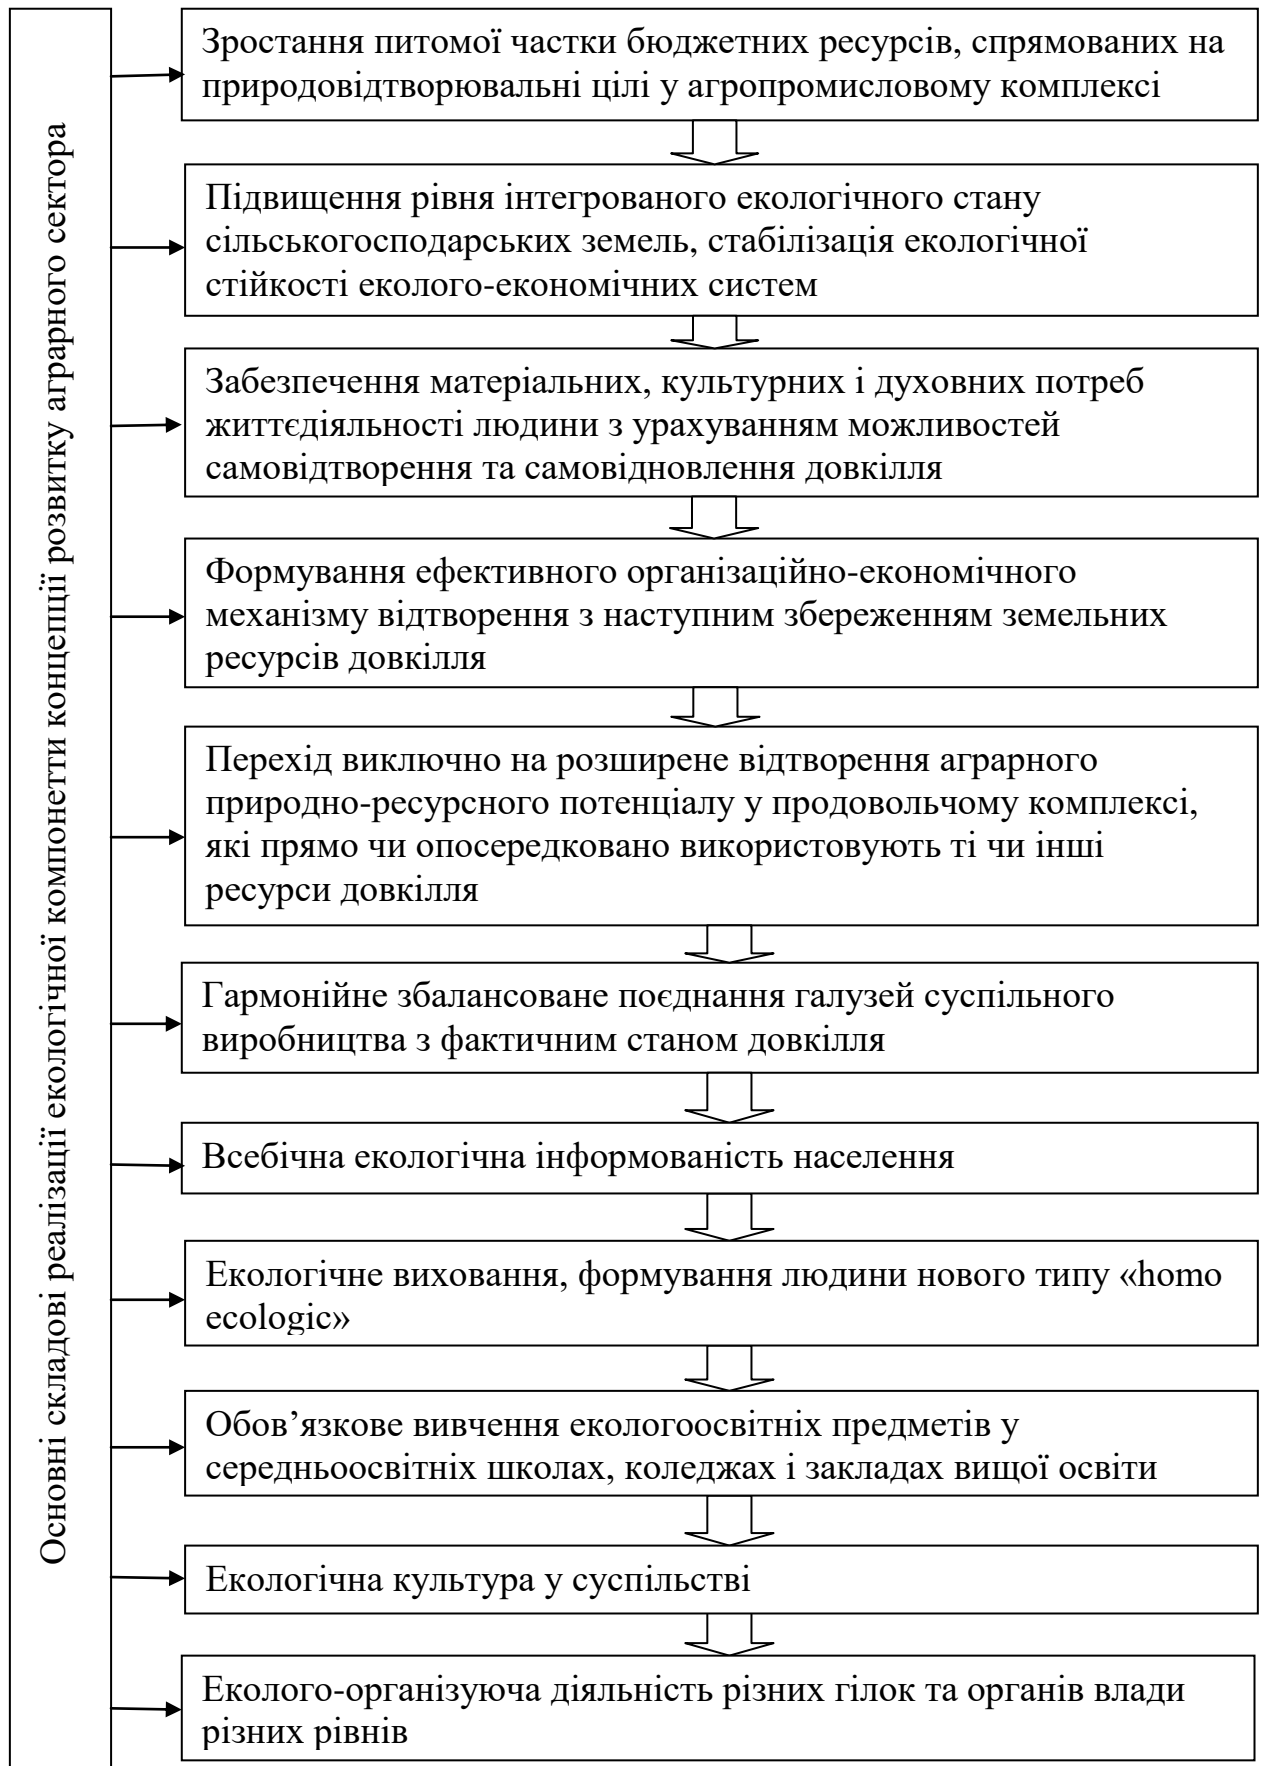 Основні складові реалізації екологічної компонети концепції розвитку аграрного сектора
Зростання питомої частки бюджетних ресурсів, спрямованих на
природовідтворювальні цілі у агропромисловому комплексі
Підвищення рівня інтегрованого екологічного стану
сільськогосподарських земель, стабілізація екологічної
стійкості еколого-економічних систем
Забезпечення матеріальних, культурних і духовних потреб
життєдіяльності людини з урахуванням можливостей
самовідтворення та самовідновлення довкілля
Формування ефективного організаційно-економічного
механізму відтворення з наступним збереженням земельних
ресурсів довкілля
Перехід виключно на розширене відтворення аграрного
природно-ресурсного потенціалу у продовольчому комплексі,
які прямо чи опосередковано використовують ті чи інші
ресурси довкілля
Гармонійне збалансоване поєднання галузей суспільного
виробництва з фактичним станом довкілля
Всебічна екологічна інформованість населення
Екологічне виховання, формування людини нового типу «homo
ecologic»
Обов’язкове вивчення екологоосвітніх предметів у
середньоосвітніх школах, коледжах і закладах вищої освіти
Екологічна культура у суспільстві
Еколого-організуюча діяльність різних гілок та органів влади
різних рівнів